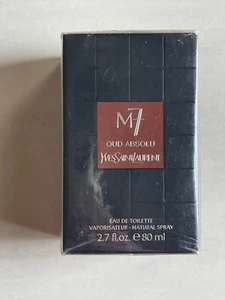 M7
OUD ABSOLU
YVESSAINTLAURENT
EAU DE TOILETTE
VAPORISATEUR - NATURAL SPRAY
2.7 fl.oz. e 80 ml